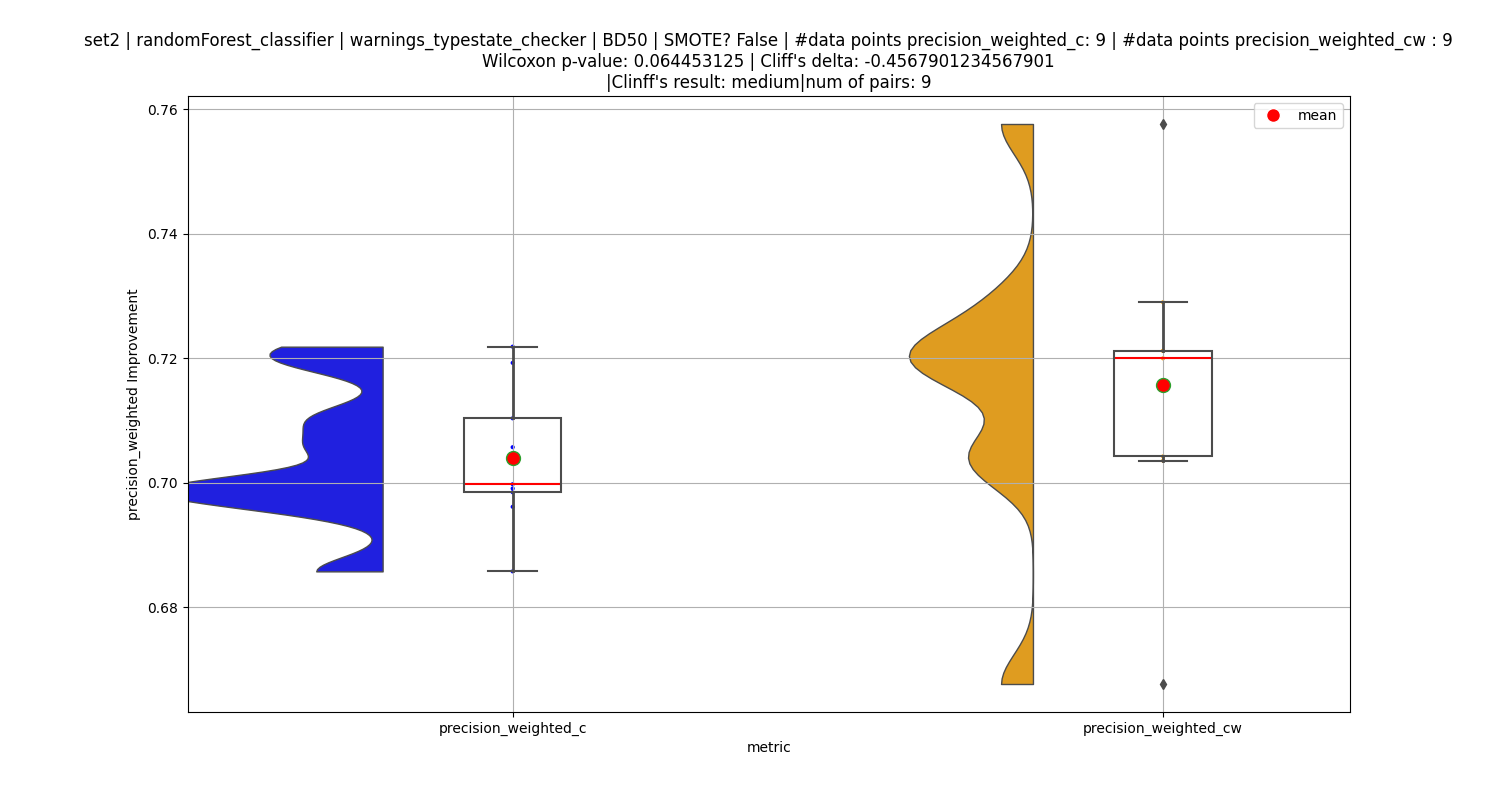 set2 | randomForest_classifier | warnings_typestate_checker | BD50 | SMOTE? False | #data points precision_weighted_c: 9 | #data points precision_weighted_cw : 9
Wilcoxon p-value: 0.064453125 | Cliff's delta: -0.4567901234567901
|Clinff's result: medium|num of pairs: 9
mean
0.76
0.74
0.72
0.70
0.68
precision_weighted Improvement
precision_weighted_c
precision_weighted_cw
metric